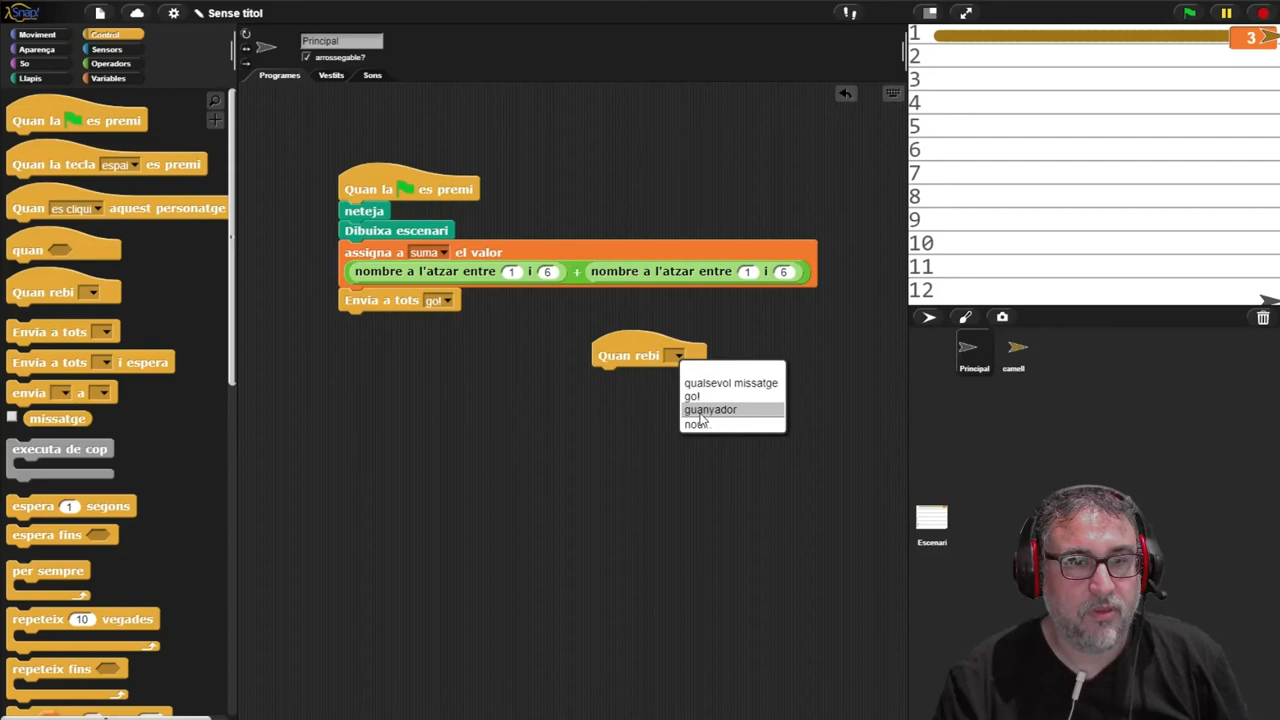 Snap!
Sense titol
Moviment
Control
Aparença
Sensors
So
Operadors
Llapis
Variables
Quan la es premi
Quan la tecla espai es premi
Quan es cliqui aquest personatge
quan
Quan rebi
Envia a tots
Envia a tots i espera
envia a
missatge
executa de cop
espera 1 segons
espera fins
per sempre
repeteix 10 vegades
repeteix fins
Principal
arrossegable?
Programes Vestits Sons
Quan la es premi
neteja
Dibuixa escenari
assigna a suma el valor
nombre a l'atzar entre 1 i 6 + nombre a l'atzar entre 1 i 6
Envia a tots go!
Quan rebi
qualsevol missatge
go!
guanyador
1
3
2
3
4
5
6
7
8
9
10
11
12
Principal
camell
Escenari